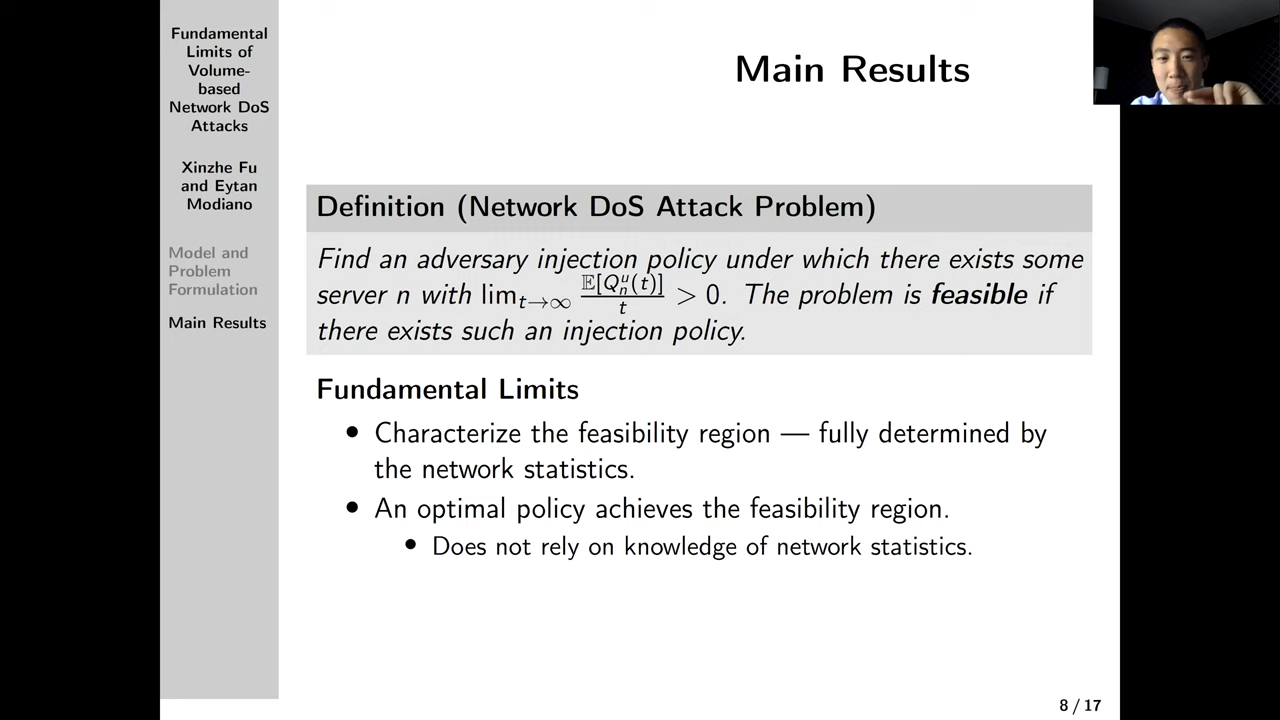 Fundamental
Limits of
Volume-
based
Network DoS
Attacks
Xinzhe Fu
and Eytan
Modiano
Model and
Problem
Formulation
Main Results
Main Results
Definition (Network DoS Attack Problem)
Find an adversary injection policy under which there exists some
server n with lim_{t→∞} 𝔼[Q_n^u(t)]/t > 0. The problem is feasible if
there exists such an injection policy.
Fundamental Limits
• Characterize the feasibility region — fully determined by
the network statistics.
• An optimal policy achieves the feasibility region.
• Does not rely on knowledge of network statistics.
8 / 17